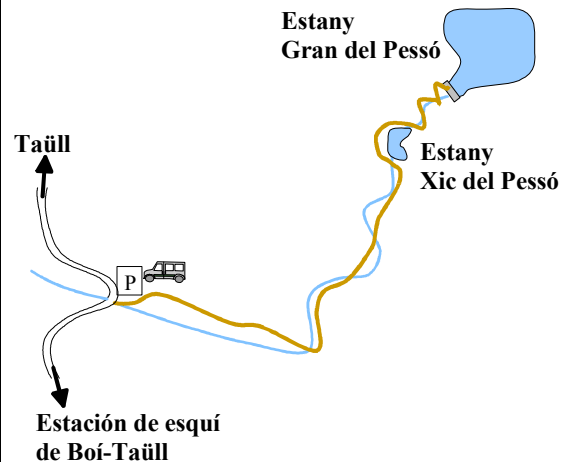 Estany
Gran del Pessó
Taüll
Estany
Xic del Pessó
P
Estación de esquí
de Boí-Taüll